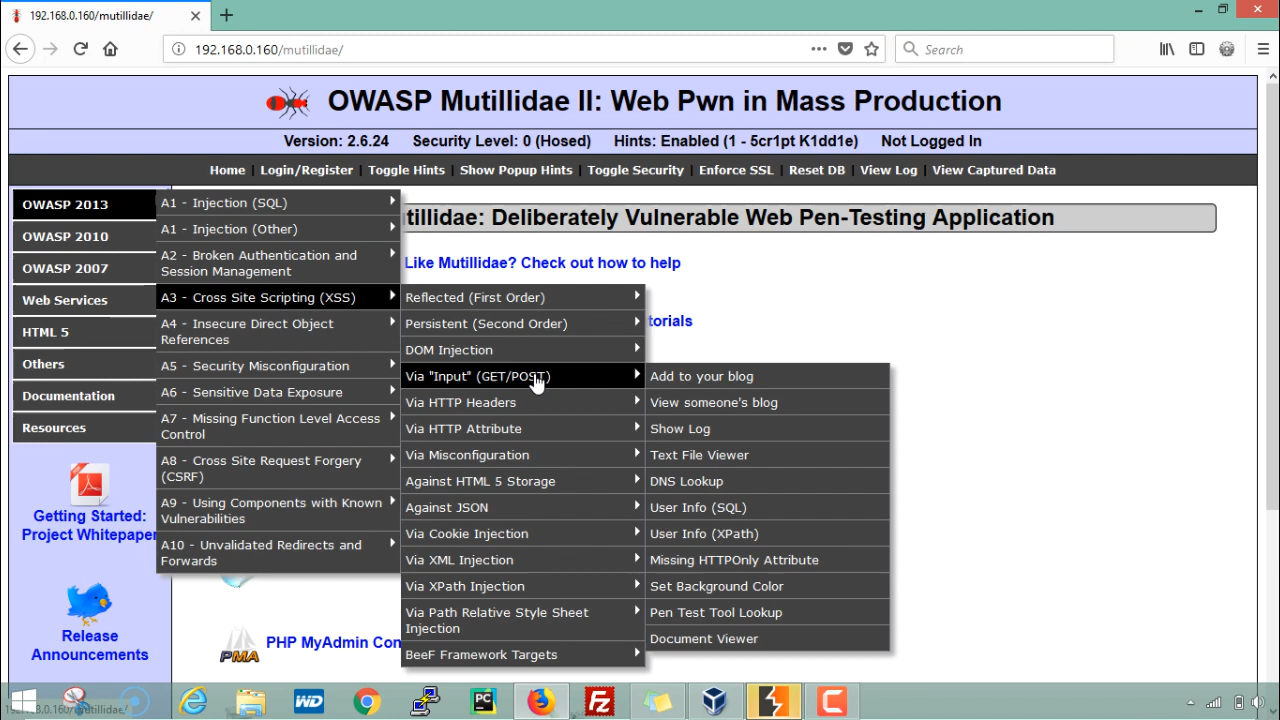 192.168.0.160/mutillidae/
192.168.0.160/mutillidae/
Search
OWASP Mutillidae II: Web Pwn in Mass Production
Version: 2.6.24 Security Level: 0 (Hosed) Hints: Enabled (1 - 5cr1pt K1dd1e) Not Logged In
Home Login/Register Toggle Hints Show Popup Hints Toggle Security Enforce SSL Reset DB View Log View Captured Data
OWASP 2013
OWASP 2010
OWASP 2007
Web Services
HTML 5
Others
Documentation
Resources
Getting Started:
Project Whitepaper
Release
Announcements
A1 - Injection (SQL)
A1 - Injection (Other)
A2 - Broken Authentication and
Session Management
A3 - Cross Site Scripting (XSS)
A4 - Insecure Direct Object
References
A5 - Security Misconfiguration
A6 - Sensitive Data Exposure
A7 - Missing Function Level Access
Control
A8 - Cross Site Request Forgery
(CSRF)
A9 - Using Components with Known
Vulnerabilities
A10 - Unvalidated Redirects and
Forwards
tillidae: Deliberately Vulnerable Web Pen-Testing Application
Like Mutillidae? Check out how to help
torials
Reflected (First Order)
Persistent (Second Order)
DOM Injection
Via "Input" (GET/POST)
Via HTTP Headers
Via HTTP Attribute
Via Misconfiguration
Against HTML 5 Storage
Against JSON
Via Cookie Injection
Via XML Injection
Via XPath Injection
Via Path Relative Style Sheet
Injection
BeeF Framework Targets
Add to your blog
View someone's blog
Show Log
Text File Viewer
DNS Lookup
User Info (SQL)
User Info (XPath)
Missing HTTPOnly Attribute
Set Background Color
Pen Test Tool Lookup
Document Viewer
PMA
PHP MyAdmin Con
192.168.0.160/mutillidae/
WD
PC
FZ